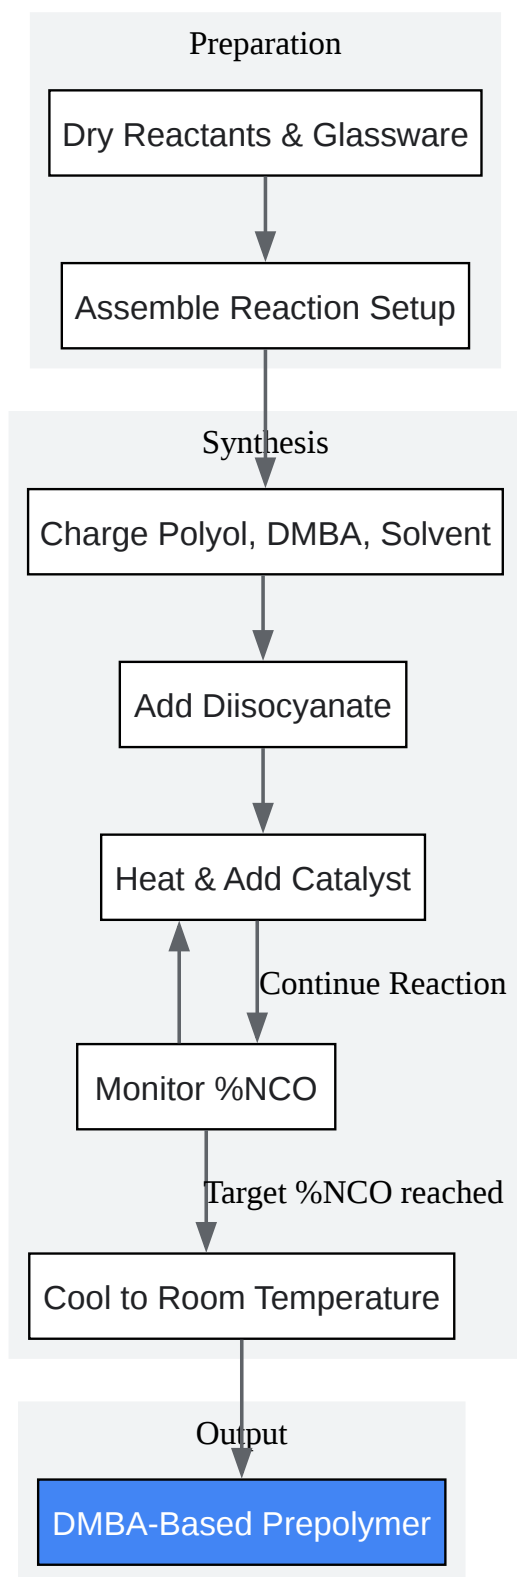 Preparation
Dry Reactants & Glassware
Assemble Reaction Setup
Synthesis
Charge Polyol, DMBA, Solvent
Add Diisocyanate
Heat & Add Catalyst
Continue Reaction
Monitor %NCO
Target %NCO reached
Cool to Room Temperature
Output
DMBA-Based Prepolymer